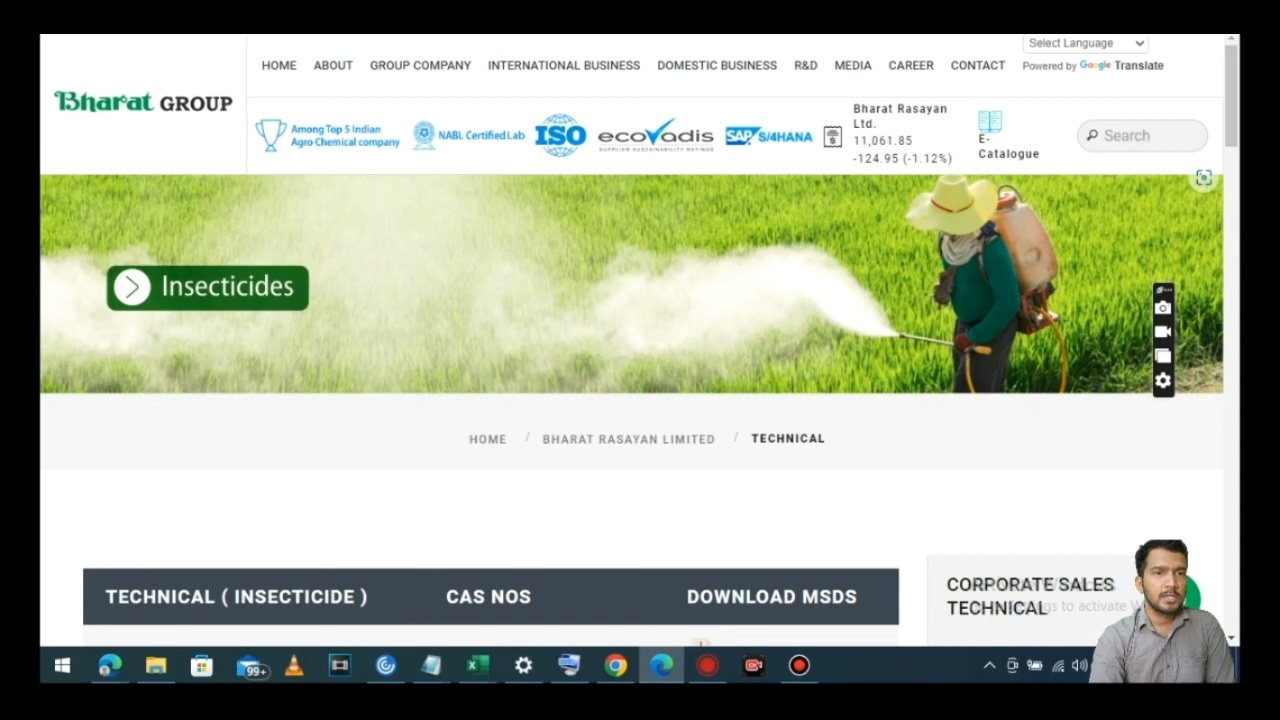 Select Language
HOME ABOUT GROUP COMPANY INTERNATIONAL BUSINESS DOMESTIC BUSINESS R&D MEDIA CAREER CONTACT Powered by Google Translate
Bharat GROUP
Among Top 5 Indian
Agro Chemical company
NABL Certified Lab
ISO
ecovadis
SUPPLIER SUSTAINABILITY RATINGS
SAP S/4HANA
Bharat Rasayan
Ltd.
11,061.85
-124.95 (-1.12%)
E-
Catalogue
Search
Insecticides
HOME / BHARAT RASAYAN LIMITED / TECHNICAL
TECHNICAL ( INSECTICIDE ) CAS NOS DOWNLOAD MSDS
CORPORATE SALES
TECHNICAL
to activate
99+